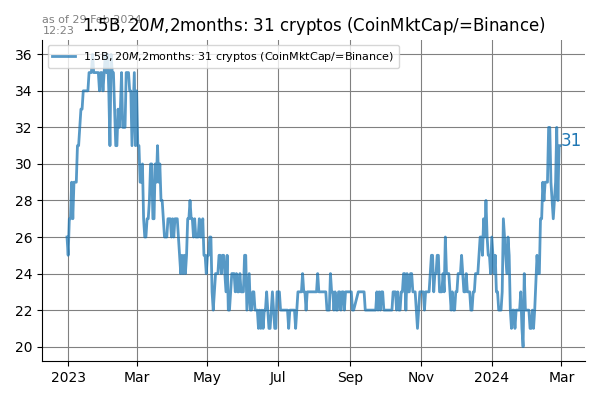 as of 29 Feb 2024
12:23
1.5B, 20M,2months: 31 cryptos (CoinMktCap/=Binance)
1.5B, 20M,2months: 31 cryptos (CoinMktCap/=Binance)
36
34
32
30
28
26
24
22
20
31
2023 Mar May Jul Sep Nov 2024 Mar